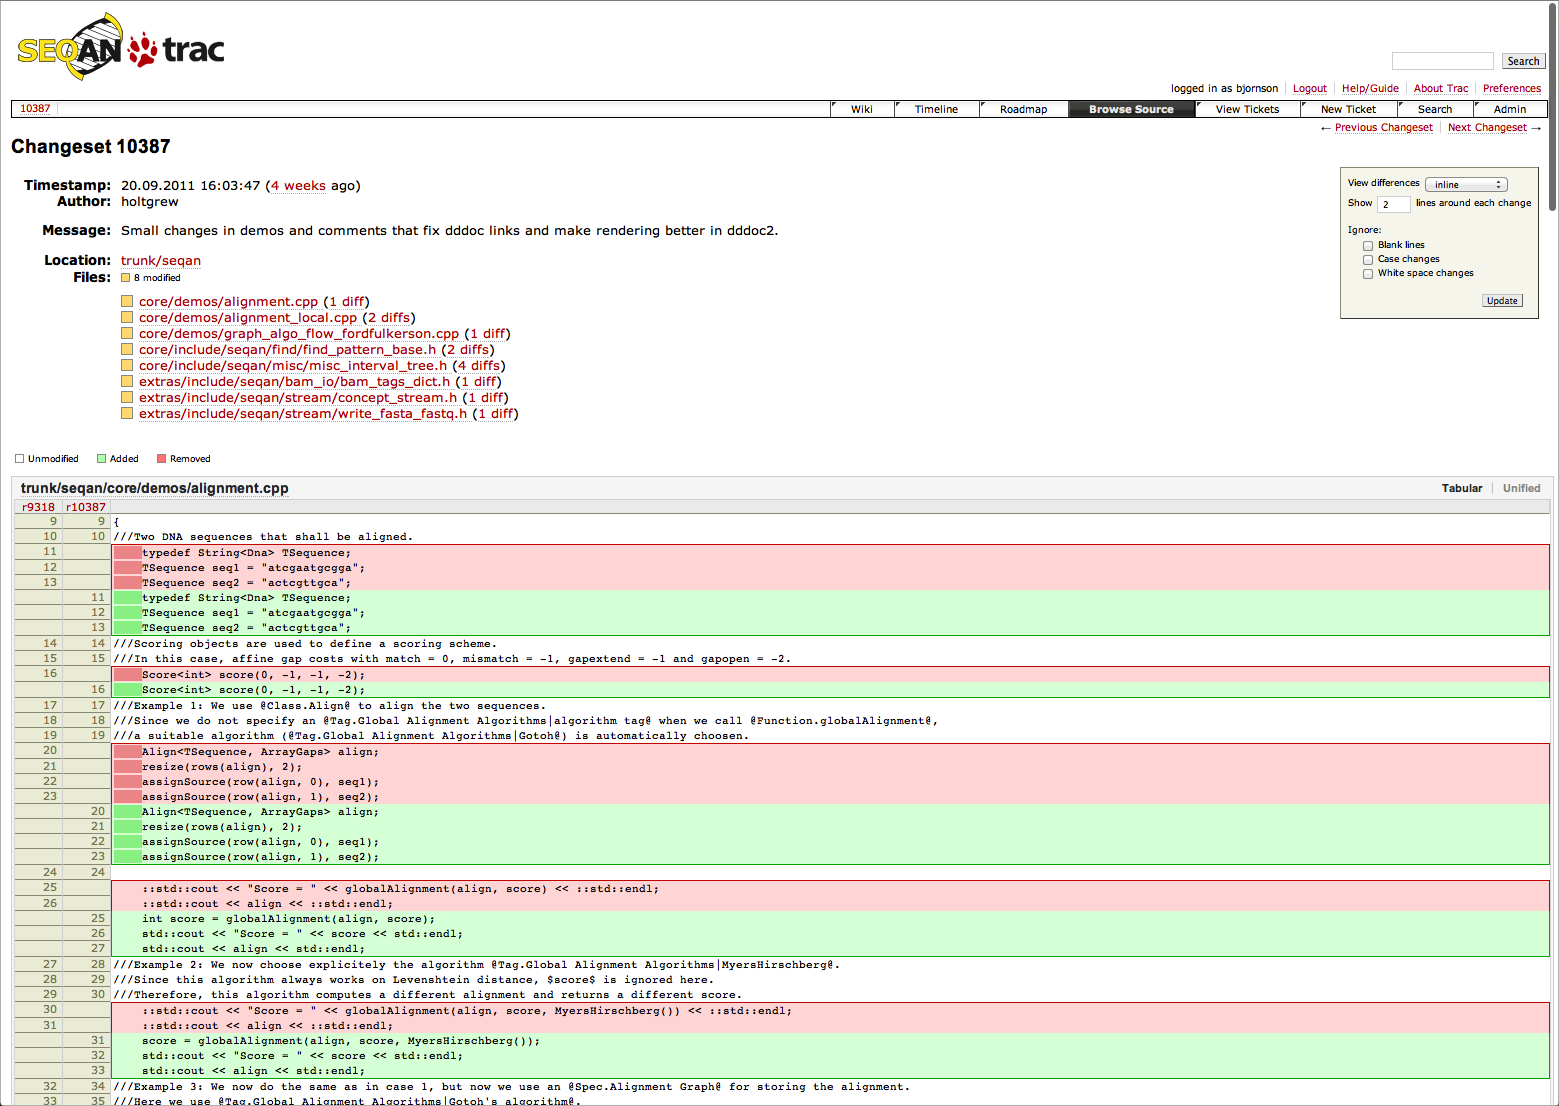 SEQAN trac
Search
logged in as bjornson Logout Help/Guide About Trac Preferences
10387 Wiki Timeline Roadmap Browse Source View Tickets New Ticket Search Admin
← Previous Changeset Next Changeset →
Changeset 10387
Timestamp: 20.09.2011 16:03:47 (4 weeks ago)
Author: holtgrew
Message: Small changes in demos and comments that fix dddoc links and make rendering better in dddoc2.
Location: trunk/seqan
Files: 8 modified
core/demos/alignment.cpp (1 diff)
core/demos/alignment_local.cpp (2 diffs)
core/demos/graph_algo_flow_fordfulkerson.cpp (1 diff)
core/include/seqan/find/find_pattern_base.h (2 diffs)
core/include/seqan/misc/misc_interval_tree.h (4 diffs)
extras/include/seqan/bam_io/bam_tags_dict.h (1 diff)
extras/include/seqan/stream/concept_stream.h (1 diff)
extras/include/seqan/stream/write_fasta_fastq.h (1 diff)
View differences inline
Show 2 lines around each change
Ignore:
Blank lines
Case changes
White space changes
Update
Unmodified Added Removed
trunk/seqan/core/demos/alignment.cpp Tabular Unified
r9318 r10387
9 9 {
10 10 ///Two DNA sequences that shall be aligned.
11 typedef String<Dna> TSequence;
12 TSequence seq1 = "atcgaatgcgga";
13 TSequence seq2 = "actcgttgca";
11 typedef String<Dna> TSequence;
12 TSequence seq1 = "atcgaatgcgga";
13 TSequence seq2 = "actcgttgca";
14 14 ///Scoring objects are used to define a scoring scheme.
15 15 ///In this case, affine gap costs with match = 0, mismatch = -1, gapextend = -1 and gapopen = -2.
16 Score<int> score(0, -1, -1, -2);
16 Score<int> score(0, -1, -1, -2);
17 17 ///Example 1: We use @Class.Align@ to align the two sequences.
18 18 ///Since we do not specify an @Tag.Global Alignment Algorithms|algorithm tag@ when we call @Function.globalAlignment@,
19 19 ///a suitable algorithm (@Tag.Global Alignment Algorithms|Gotoh@) is automatically choosen.
20 Align<TSequence, ArrayGaps> align;
21 resize(rows(align), 2);
22 assignSource(row(align, 0), seq1);
23 assignSource(row(align, 1), seq2);
20 Align<TSequence, ArrayGaps> align;
21 resize(rows(align), 2);
22 assignSource(row(align, 0), seq1);
23 assignSource(row(align, 1), seq2);
24 24
25 ::std::cout << "Score = " << globalAlignment(align, score) << ::std::endl;
26 ::std::cout << align << ::std::endl;
25 int score = globalAlignment(align, score);
26 std::cout << "Score = " << score << std::endl;
27 std::cout << align << std::endl;
27 28 ///Example 2: We now choose explicitely the algorithm @Tag.Global Alignment Algorithms|MyersHirschberg@.
28 29 ///Since this algorithm always works on Levenshtein distance, $score$ is ignored here.
29 30 ///Therefore, this algorithm computes a different alignment and returns a different score.
30 ::std::cout << "Score = " << globalAlignment(align, score, MyersHirschberg()) << ::std::endl;
31 ::std::cout << align << ::std::endl;
31 score = globalAlignment(align, score, MyersHirschberg());
32 std::cout << "Score = " << score << std::endl;
33 std::cout << align << std::endl;
32 34 ///Example 3: We now do the same as in case 1, but now we use an @Spec.Alignment Graph@ for storing the alignment.
33 35 ///Here we use @Tag.Global Alignment Algorithms|Gotoh's algorithm@.